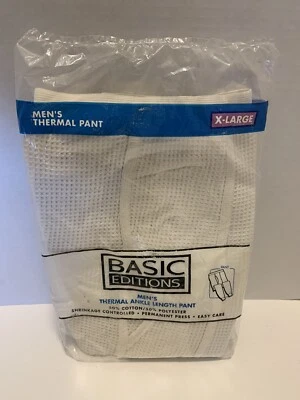 MEN'S
THERMAL PANT
X-LARGE
BASIC
EDITIONS
MEN'S
THERMAL ANKLE LENGTH PANT
50% COTTON/50% POLYESTER
SHRINKAGE CONTROLLED • PERMANENT PRESS • EASY CARE